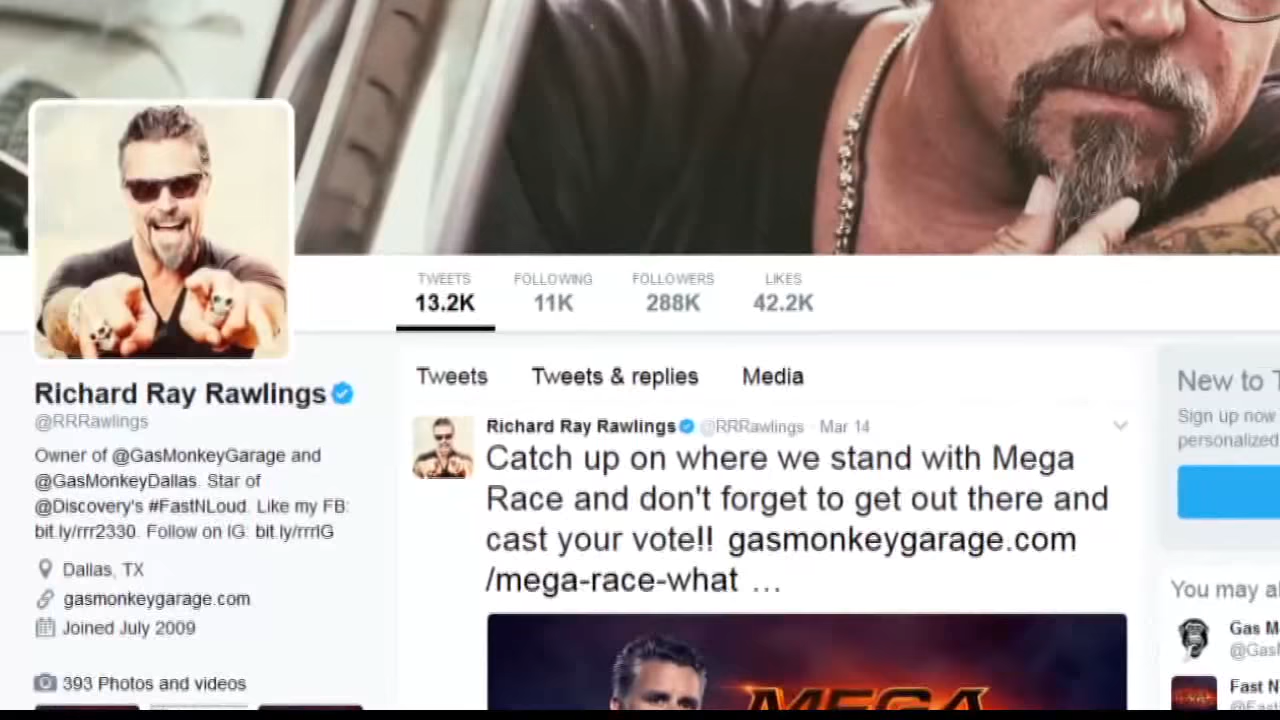 TWEETS FOLLOWING FOLLOWERS LIKES
13.2K 11K 288K 42.2K
Richard Ray Rawlings
@RRRawlings
Owner of @GasMonkeyGarage and
@GasMonkeyDallas. Star of
@Discovery's #FastNLoud. Like my FB:
bit.ly/rrr2330. Follow on IG: bit.ly/rrrIG
Dallas, TX
gasmonkeygarage.com
Joined July 2009
393 Photos and videos
Tweets Tweets & replies Media
Richard Ray Rawlings @RRRawlings · Mar 14
Catch up on where we stand with Mega
Race and don't forget to get out there and
cast your vote!! gasmonkeygarage.com
/mega-race-what …
MEGA
New to T
Sign up now
personalized
You may al
Gas M
@GasM
Fast N